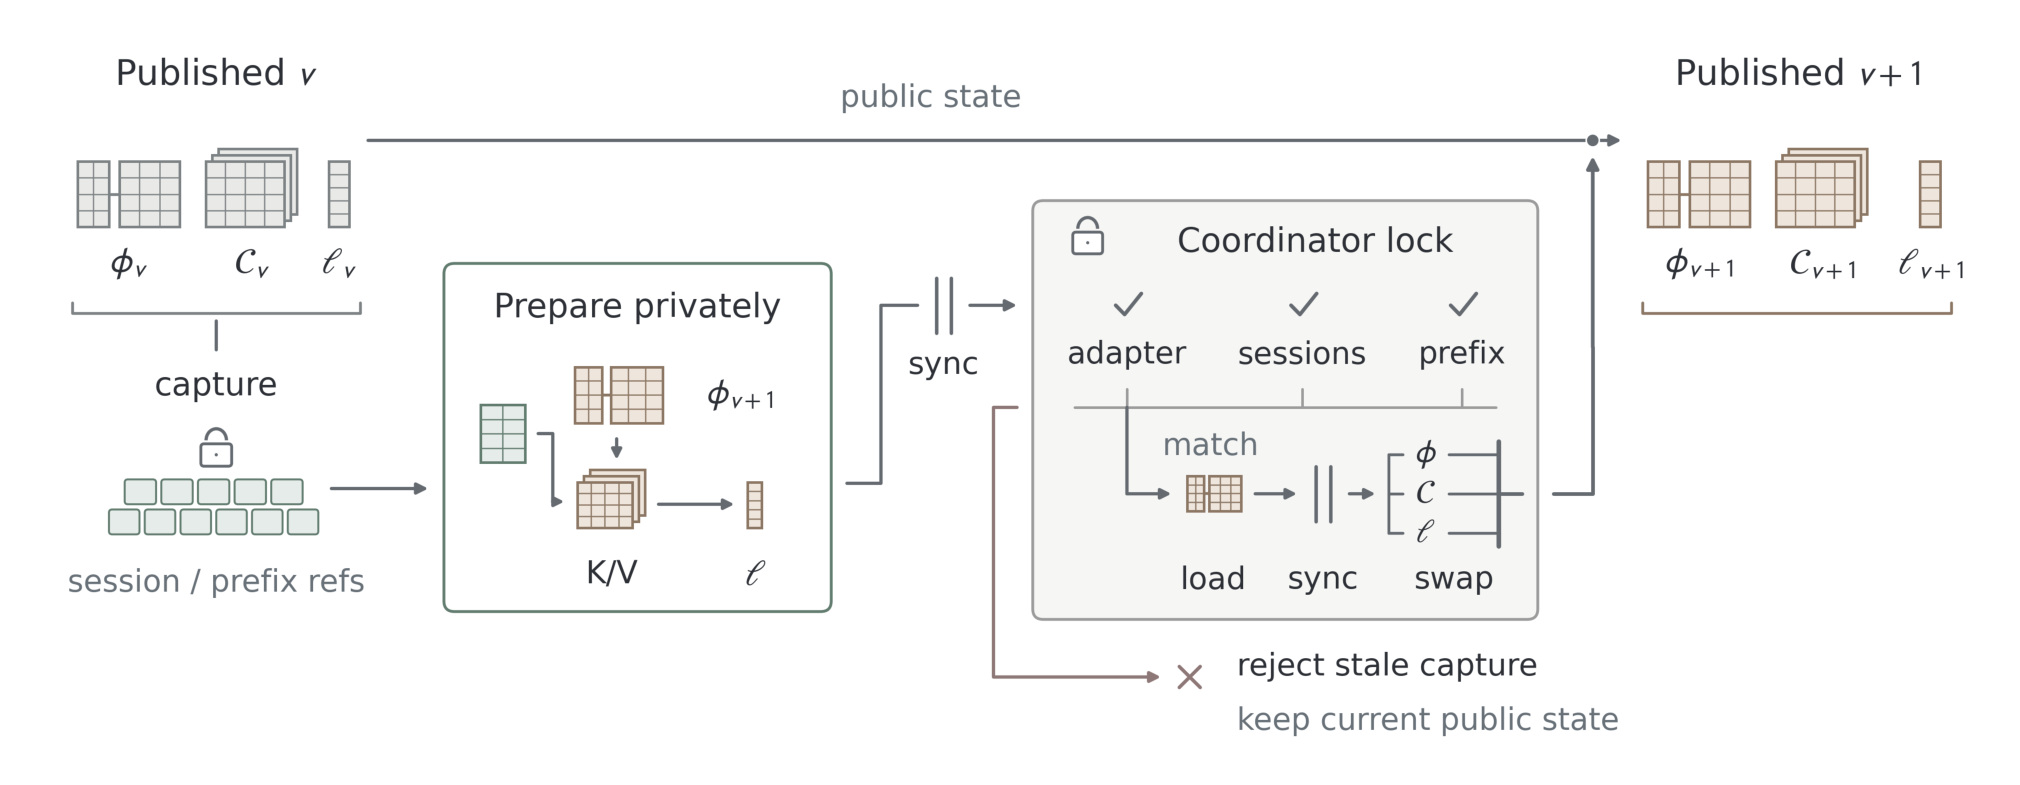 Published v
public state
Published v+1
ϕv
𝒞v
ℓv
ϕv+1
𝒞v+1
ℓv+1
capture
session / prefix refs
Prepare privately
ϕv+1
K/V
ℓ
sync
Coordinator lock
adapter
sessions
prefix
match
ϕ
𝒞
ℓ
load
sync
swap
reject stale capture
keep current public state